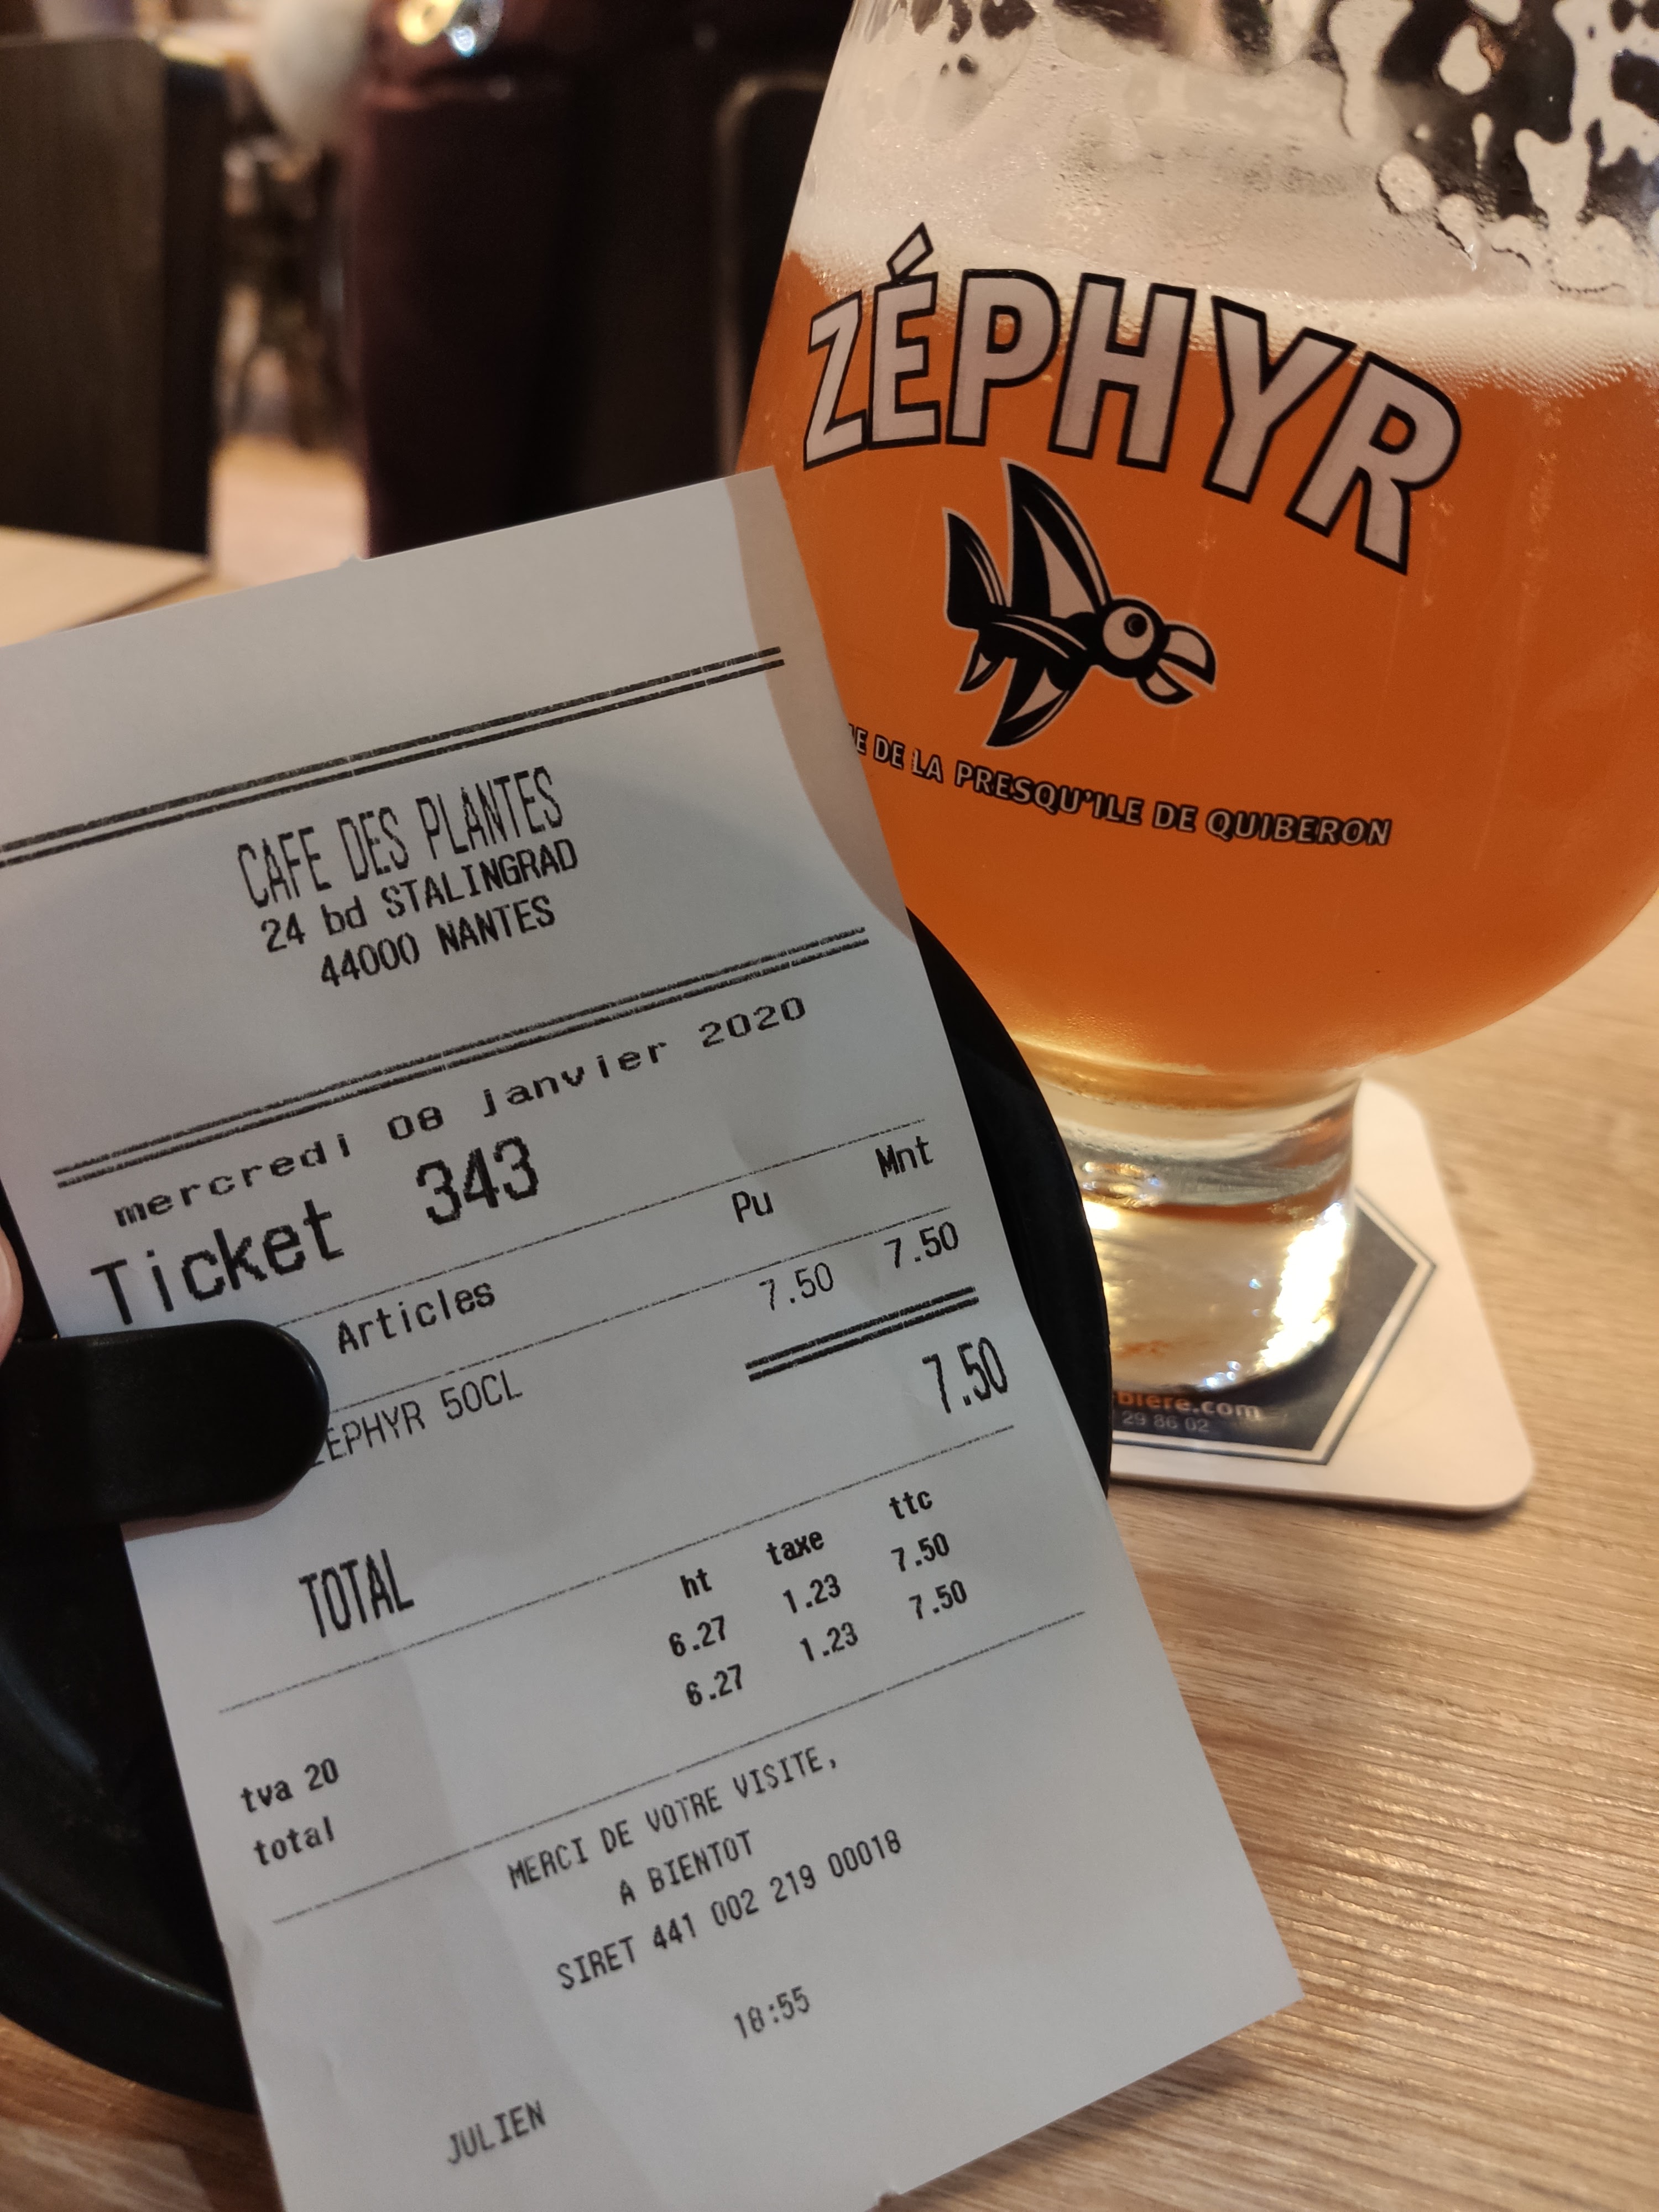 ZÉPHYR
DE LA PRESQU'ILE DE QUIBERON
CAFE DES PLANTES
24 bd STALINGRAD
44000 NANTES
mercredi 08 janvier 2020
Ticket 343
Articles Pu Mnt
ZEPHYR 50CL 7.50 7.50
TOTAL 7.50
ht taxe ttc
tva 20 6.27 1.23 7.50
total 6.27 1.23 7.50
MERCI DE VOTRE VISITE,
A BIENTOT
SIRET 441 002 219 00018
18:55
JULIEN
biere.com
29 86 02